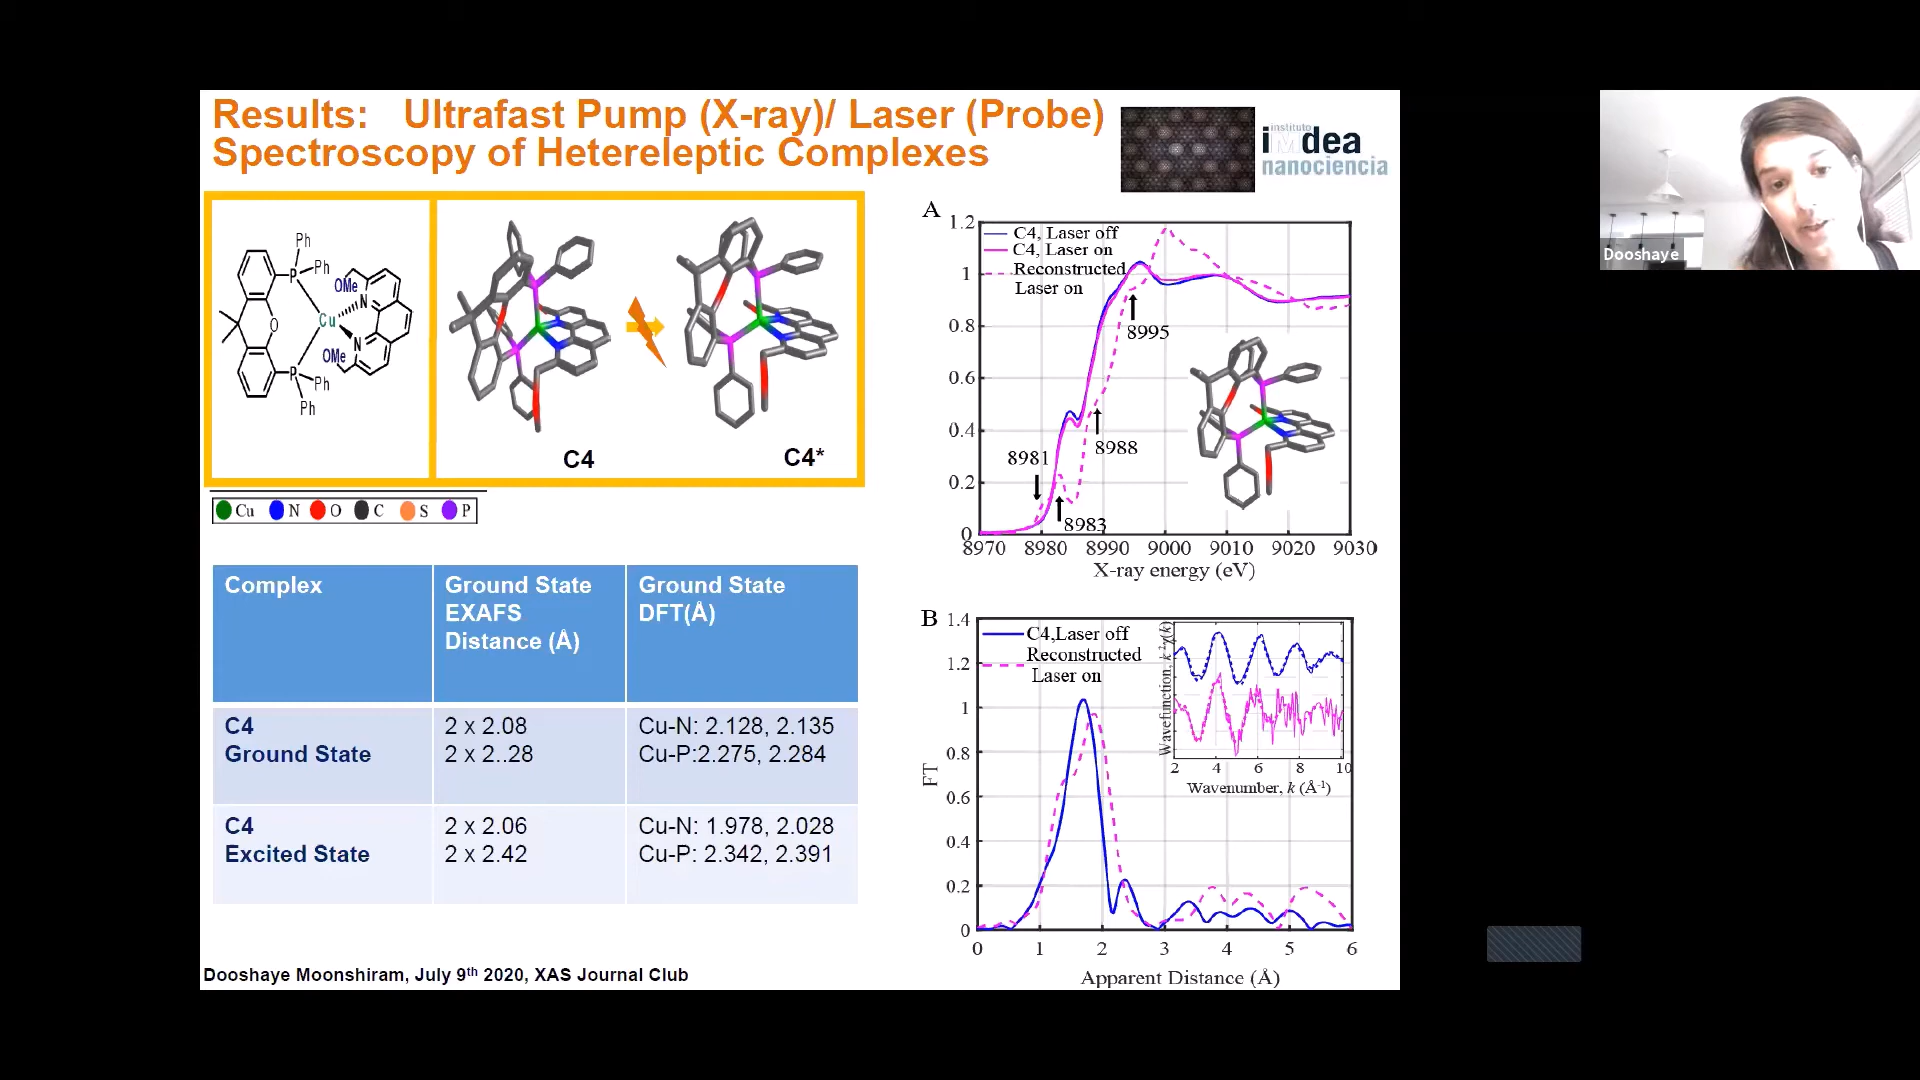 Results: Ultrafast Pump (X-ray)/ Laser (Probe)
Spectroscopy of Hetereleptic Complexes
instituto
iMdea
nanociencia
Dooshaye
Ph
Ph
P
OMe
N
O
Cu
OMe
N
P
Ph
Ph
C4
C4*
Cu N O C S P
A
1.2
1
0.8
0.6
0.4
0.2
0
C4, Laser off
C4, Laser on
Reconstructed
Laser on
8995
8988
8981
8983
8970 8980 8990 9000 9010 9020 9030
X-ray energy (eV)
Complex
Ground State
EXAFS
Distance (Å)
Ground State
DFT(Å)
C4
Ground State
2 x 2.08
2 x 2..28
Cu-N: 2.128, 2.135
Cu-P:2.275, 2.284
C4
Excited State
2 x 2.06
2 x 2.42
Cu-N: 1.978, 2.028
Cu-P: 2.342, 2.391
B
1.4
1.2
1
0.8
0.6
0.4
0.2
0
FT
C4,Laser off
Reconstructed
Laser on
Wavefunction, k²χ(k)
2 4 6 8 10
Wavenumber, k (Å⁻¹)
0 1 2 3 4 5 6
Apparent Distance (Å)
Dooshaye Moonshiram, July 9th 2020, XAS Journal Club